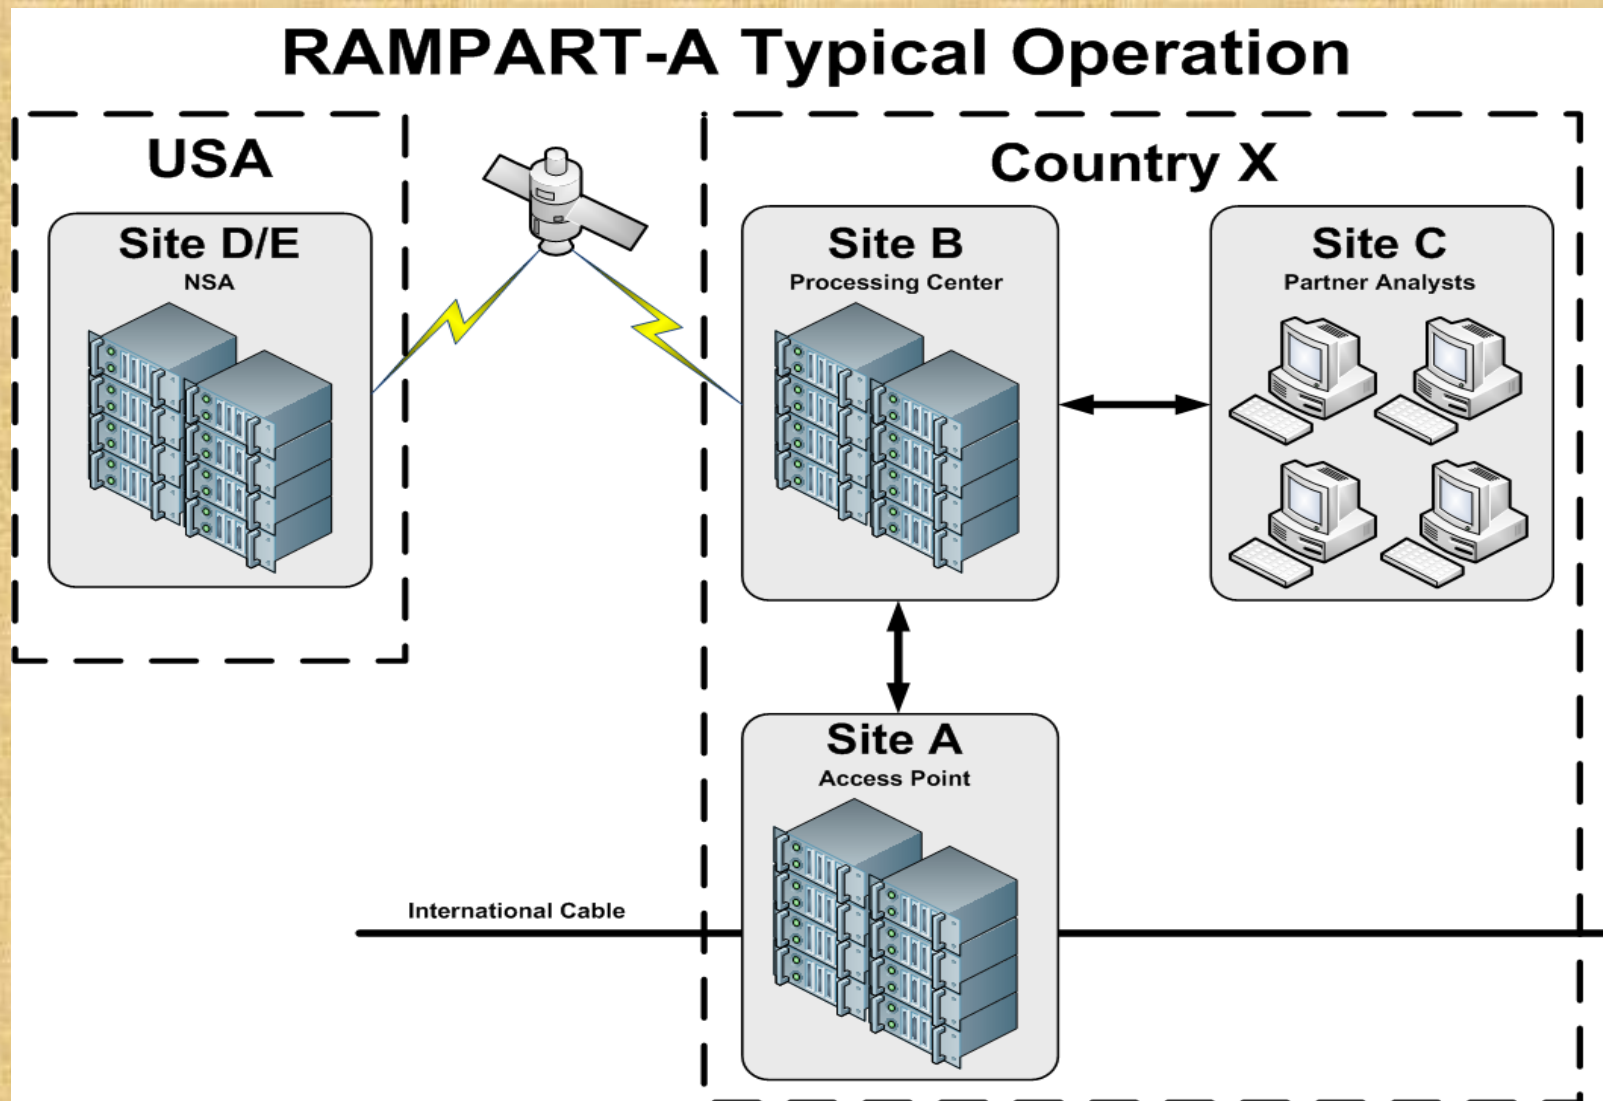 RAMPART-A Typical Operation
USA
Country X
Site D/E
NSA
Site B
Processing Center
Site C
Partner Analysts
Site A
Access Point
International Cable